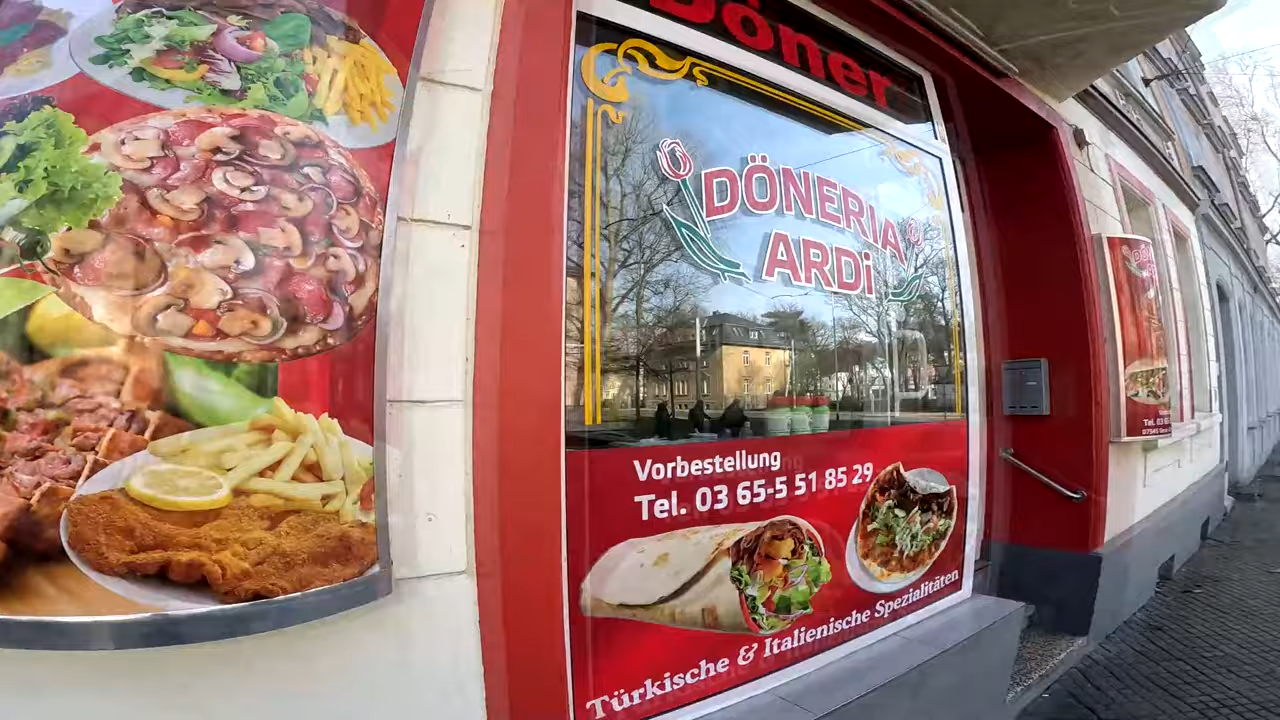 Döner
DÖNERIA
ARDi
Vorbestellung
Tel. 03 65-5 51 85 29
Türkische & Italienische Spezialitäten